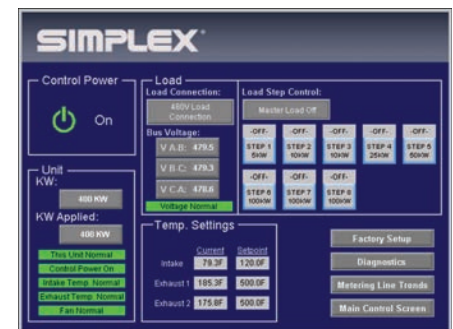 SIMPLEX
Control Power
On
Unit
KW:
400 KW
KW Applied:
400 KW
This Unit Normal
Control Power On
Intake Temp. Normal
Exhaust Temp. Normal
Fan Normal
Load
Load Connection:
480V Load
Connection
Bus Voltage:
V A-B: 479.5
V B-C: 479.3
V C-A: 478.6
Voltage Normal
Load Step Control:
Master Load Off
-OFF- -OFF- -OFF- -OFF- -OFF-
STEP 1 STEP 2 STEP 3 STEP 4 STEP 5
5KW 10KW 10KW 25KW 50KW
-OFF- -OFF- -OFF-
STEP 6 STEP 7 STEP 8
100KW 100KW 100KW
Temp. Settings
Current Setpoint
Intake 79.3F 120.0F
Exhaust 1 185.3F 500.0F
Exhaust 2 175.8F 500.0F
Factory Setup
Diagnostics
Metering Line Trends
Main Control Screen